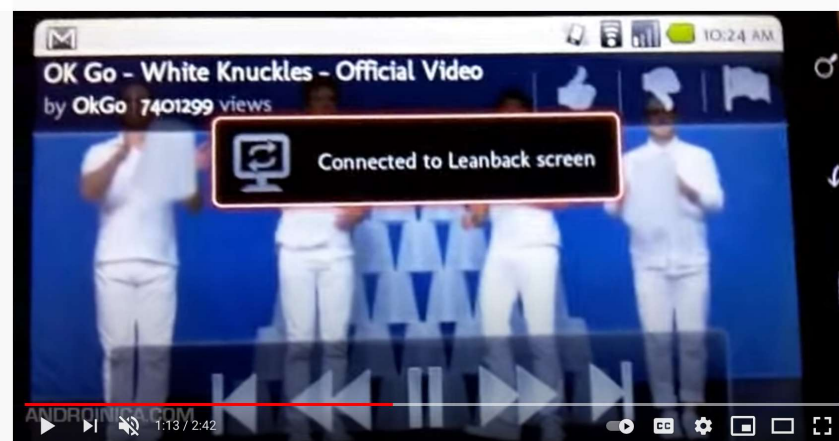 10:24 AM
OK Go - White Knuckles - Official Video
by OkGo 7401299 views
Connected to Leanback screen
ANDROINICA.COM
1:13 / 2:42
CC